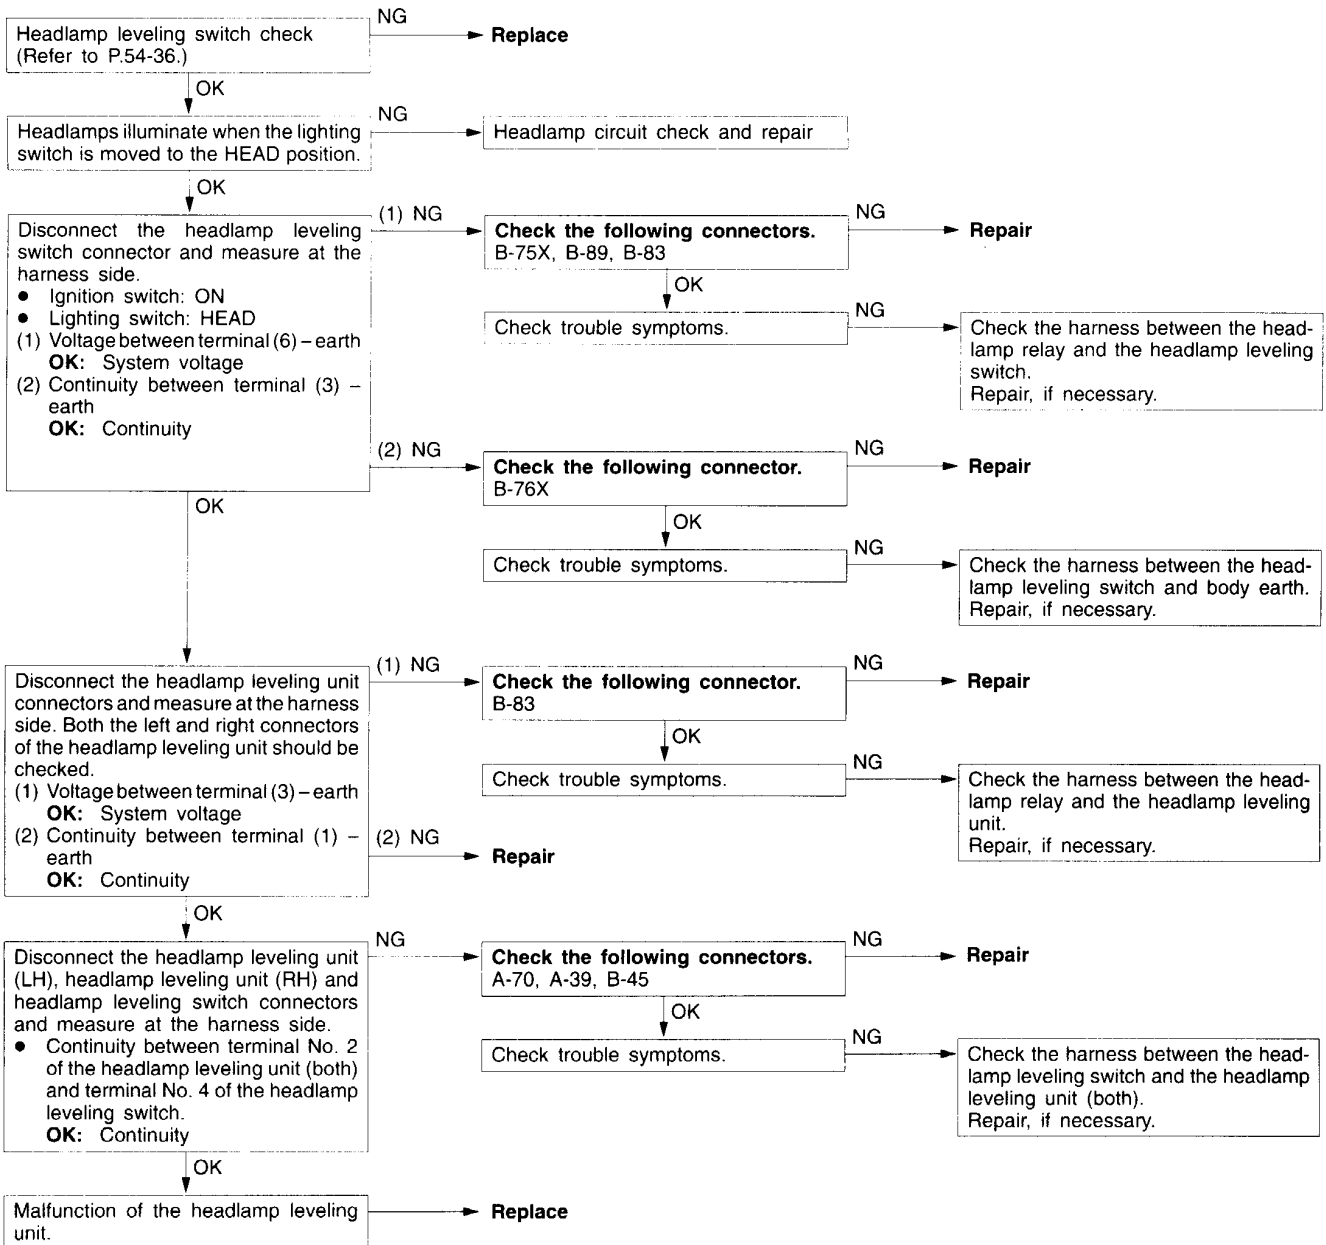 Headlamp leveling switch check
(Refer to P.54-36.)
NG
Replace
OK
Headlamps illuminate when the lighting
switch is moved to the HEAD position.
NG
Headlamp circuit check and repair
OK
Disconnect the headlamp leveling
switch connector and measure at the
harness side.
● Ignition switch: ON
● Lighting switch: HEAD
(1) Voltage between terminal (6) – earth
OK: System voltage
(2) Continuity between terminal (3) –
earth
OK: Continuity
(1) NG
Check the following connectors.
B-75X, B-89, B-83
NG
Repair
OK
Check trouble symptoms.
NG
Check the harness between the head-
lamp relay and the headlamp leveling
switch.
Repair, if necessary.
(2) NG
Check the following connector.
B-76X
NG
Repair
OK
Check trouble symptoms.
NG
Check the harness between the head-
lamp leveling switch and body earth.
Repair, if necessary.
OK
Disconnect the headlamp leveling unit
connectors and measure at the harness
side. Both the left and right connectors
of the headlamp leveling unit should be
checked.
(1) Voltage between terminal (3) – earth
OK: System voltage
(2) Continuity between terminal (1) –
earth
OK: Continuity
(1) NG
Check the following connector.
B-83
NG
Repair
OK
Check trouble symptoms.
NG
Check the harness between the head-
lamp relay and the headlamp leveling
unit.
Repair, if necessary.
(2) NG
Repair
OK
Disconnect the headlamp leveling unit
(LH), headlamp leveling unit (RH) and
headlamp leveling switch connectors
and measure at the harness side.
● Continuity between terminal No. 2
of the headlamp leveling unit (both)
and terminal No. 4 of the headlamp
leveling switch.
OK: Continuity
NG
Check the following connectors.
A-70, A-39, B-45
NG
Repair
OK
Check trouble symptoms.
NG
Check the harness between the head-
lamp leveling switch and the headlamp
leveling unit (both).
Repair, if necessary.
OK
Malfunction of the headlamp leveling
unit.
Replace